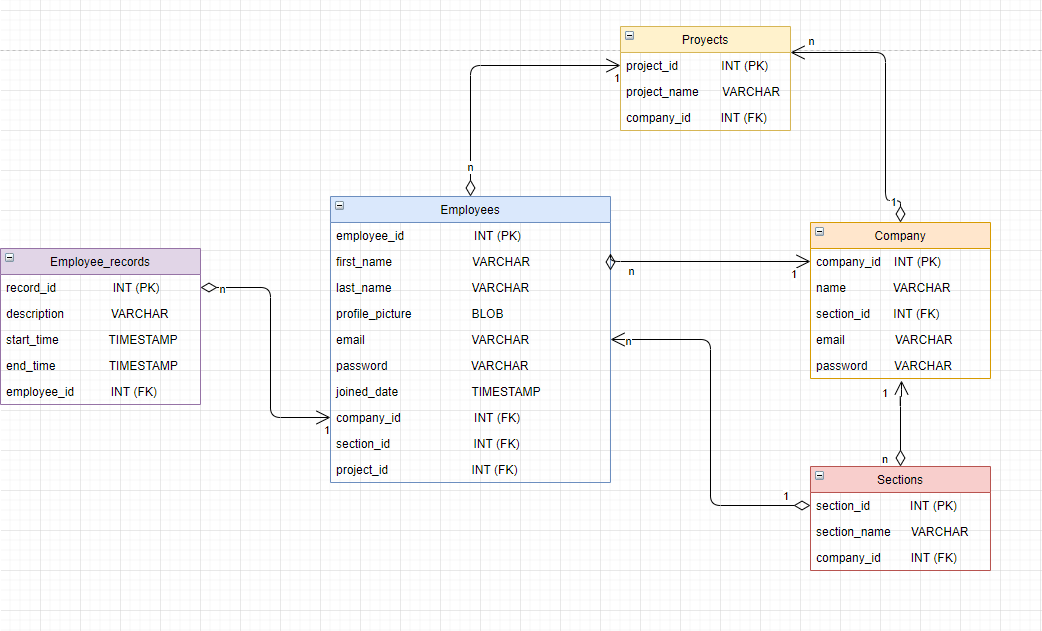 Proyects
project_id INT (PK)
project_name VARCHAR
company_id INT (FK)
n
1
n
1
Employees
employee_id INT (PK)
first_name VARCHAR
last_name VARCHAR
profile_picture BLOB
email VARCHAR
password VARCHAR
joined_date TIMESTAMP
company_id INT (FK)
section_id INT (FK)
project_id INT (FK)
n
1
n
1
Employee_records
record_id INT (PK)
description VARCHAR
start_time TIMESTAMP
end_time TIMESTAMP
employee_id INT (FK)
n
1
Company
company_id INT (PK)
name VARCHAR
section_id INT (FK)
email VARCHAR
password VARCHAR
1
n
Sections
section_id INT (PK)
section_name VARCHAR
company_id INT (FK)